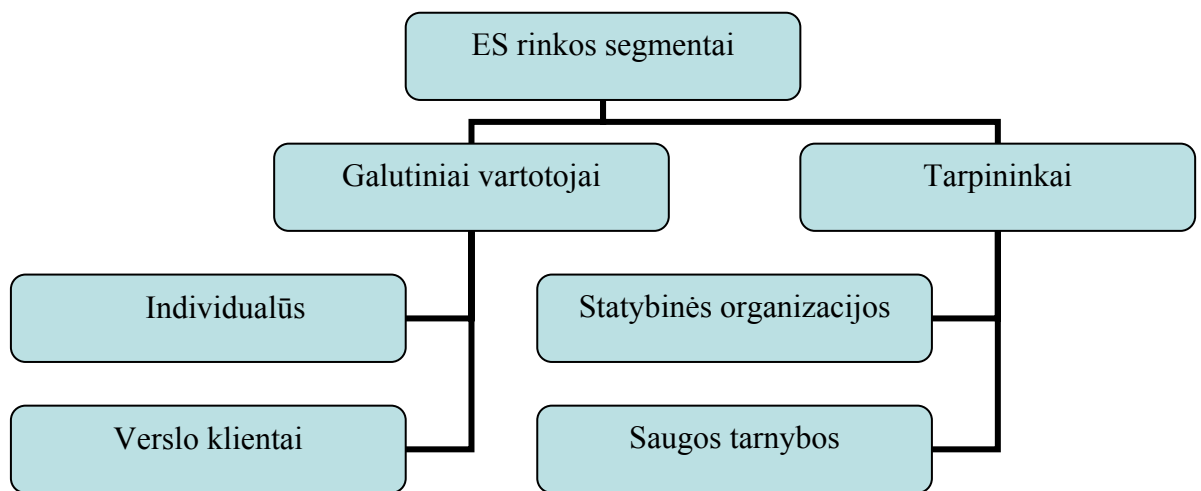 ES rinkos segmentai
Galutiniai vartotojai
Tarpininkai
Individualūs
Statybinės organizacijos
Verslo klientai
Saugos tarnybos